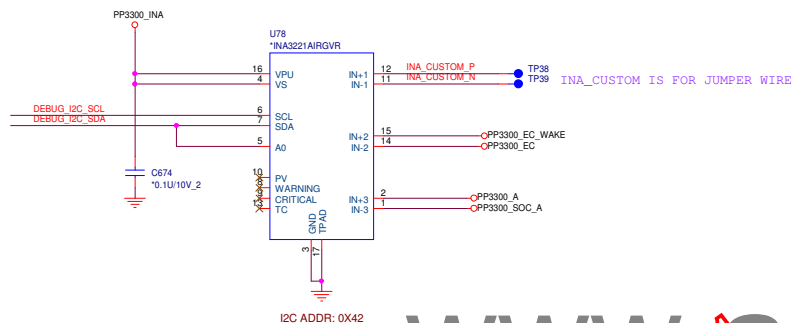 PP3300_INA
U78
*INA3221AIRGVR
16 VPU
4 VS
DEBUG_I2C_SCL 6 SCL
DEBUG_I2C_SDA 7 SDA
5 A0
10 PV
8 WARNING
9 CRITICAL
13 TC
IN+1 12 INA_CUSTOM_P TP38
IN-1 11 INA_CUSTOM_N TP39
INA_CUSTOM IS FOR JUMPER WIRE
IN+2 15 PP3300_EC_WAKE
IN-2 14 PP3300_EC
IN+3 2 PP3300_A
IN-3 1 PP3300_SOC_A
C674
*0.1U/10V_2
GND 3
TPAD 17
I2C ADDR: 0X42